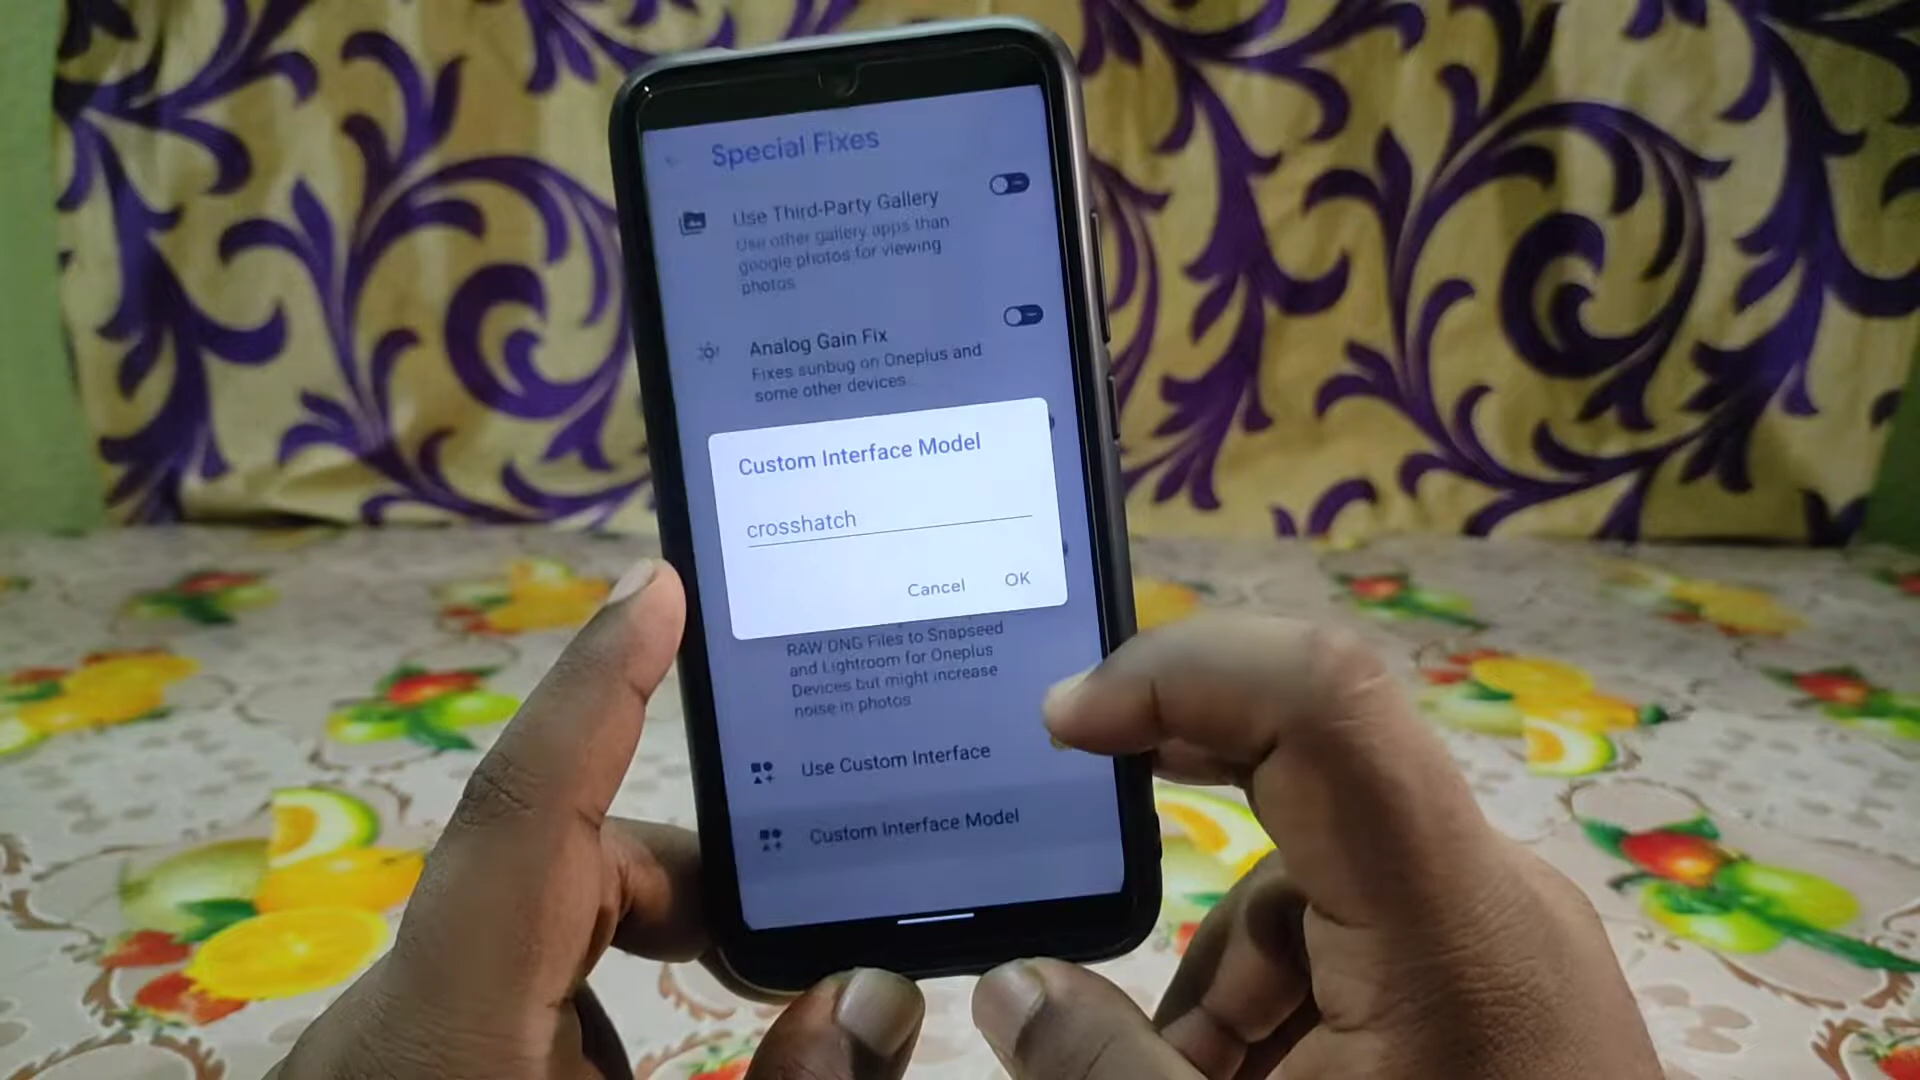 Special Fixes
Use Third-Party Gallery
Use other gallery apps than
google photos for viewing
photos
Analog Gain Fix
Fixes sunbug on Oneplus and
some other devices
Custom Interface Model
crosshatch
Cancel OK
RAW DNG Files to Snapseed
and Lightroom for Oneplus
Devices but might increase
noise in photos
Use Custom Interface
Custom Interface Model